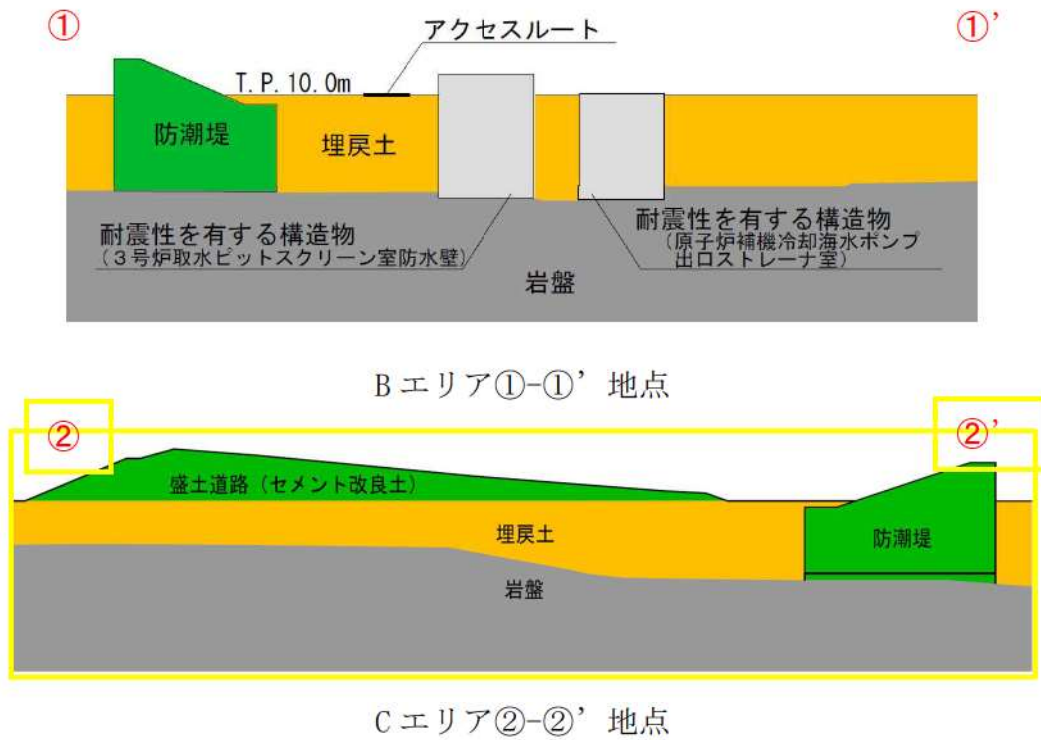 ① ①’
アクセスルート
T.P.10.0m
防潮堤
埋戻土
耐震性を有する構造物
(3号炉取水ピットスクリーン室防水壁)
耐震性を有する構造物
(原子炉補機冷却海水ポンプ
出口ストレーナ室)
岩盤
Bエリア①-①’地点
② ②’
盛土道路(セメント改良土)
埋戻土
防潮堤
岩盤
Cエリア②-②’地点